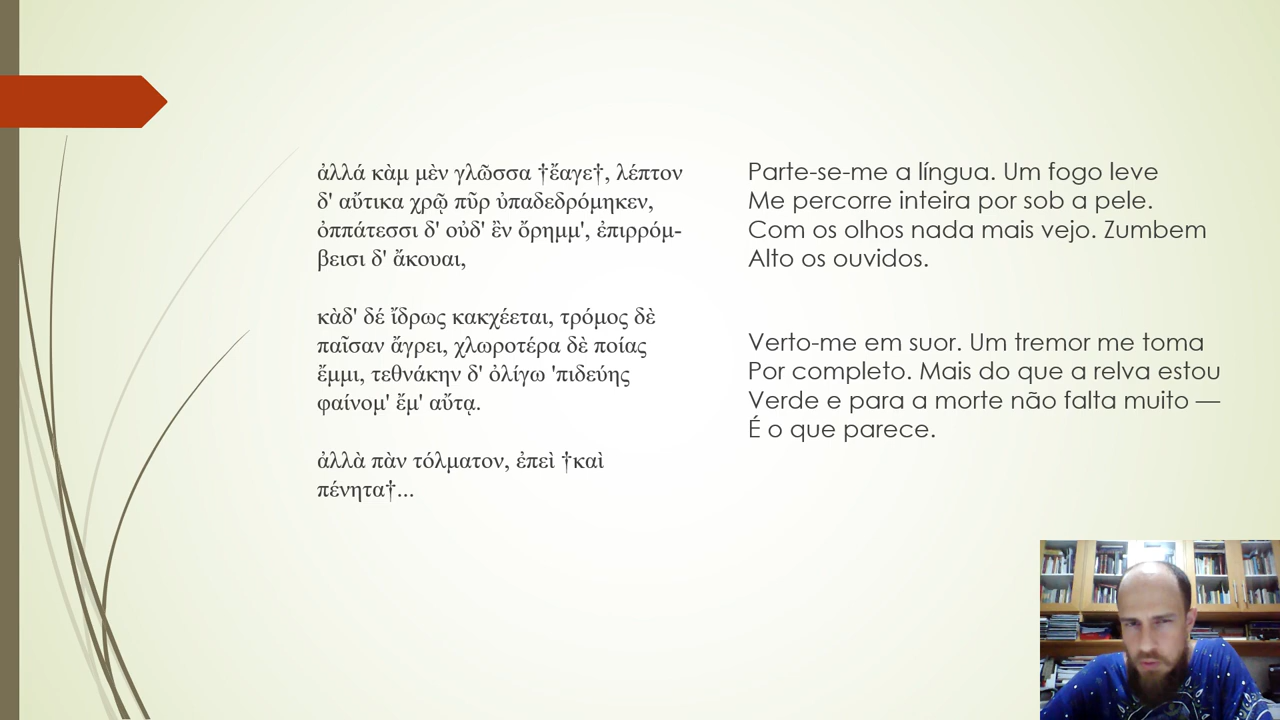 ἀλλά κὰμ μὲν γλῶσσα †ἔαγε†, λέπτον
δ' αὔτικα χρῷ πῦρ ὐπαδεδρόμηκεν,
ὀππάτεσσι δ' οὐδ' ἒν ὄρημμ', ἐπιρρόμ-
βεισι δ' ἄκουαι,
κὰδ' δέ ἴδρως κακχέεται, τρόμος δὲ
παῖσαν ἄγρει, χλωροτέρα δὲ ποίας
ἔμμι, τεθνάκην δ' ὀλίγω 'πιδεύης
φαίνομ' ἔμ' αὔτᾳ.
ἀλλὰ πὰν τόλματον, ἐπεὶ †καὶ
πένητα†...
Parte-se-me a língua. Um fogo leve
Me percorre inteira por sob a pele.
Com os olhos nada mais vejo. Zumbem
Alto os ouvidos.
Verto-me em suor. Um tremor me toma
Por completo. Mais do que a relva estou
Verde e para a morte não falta muito —
É o que parece.